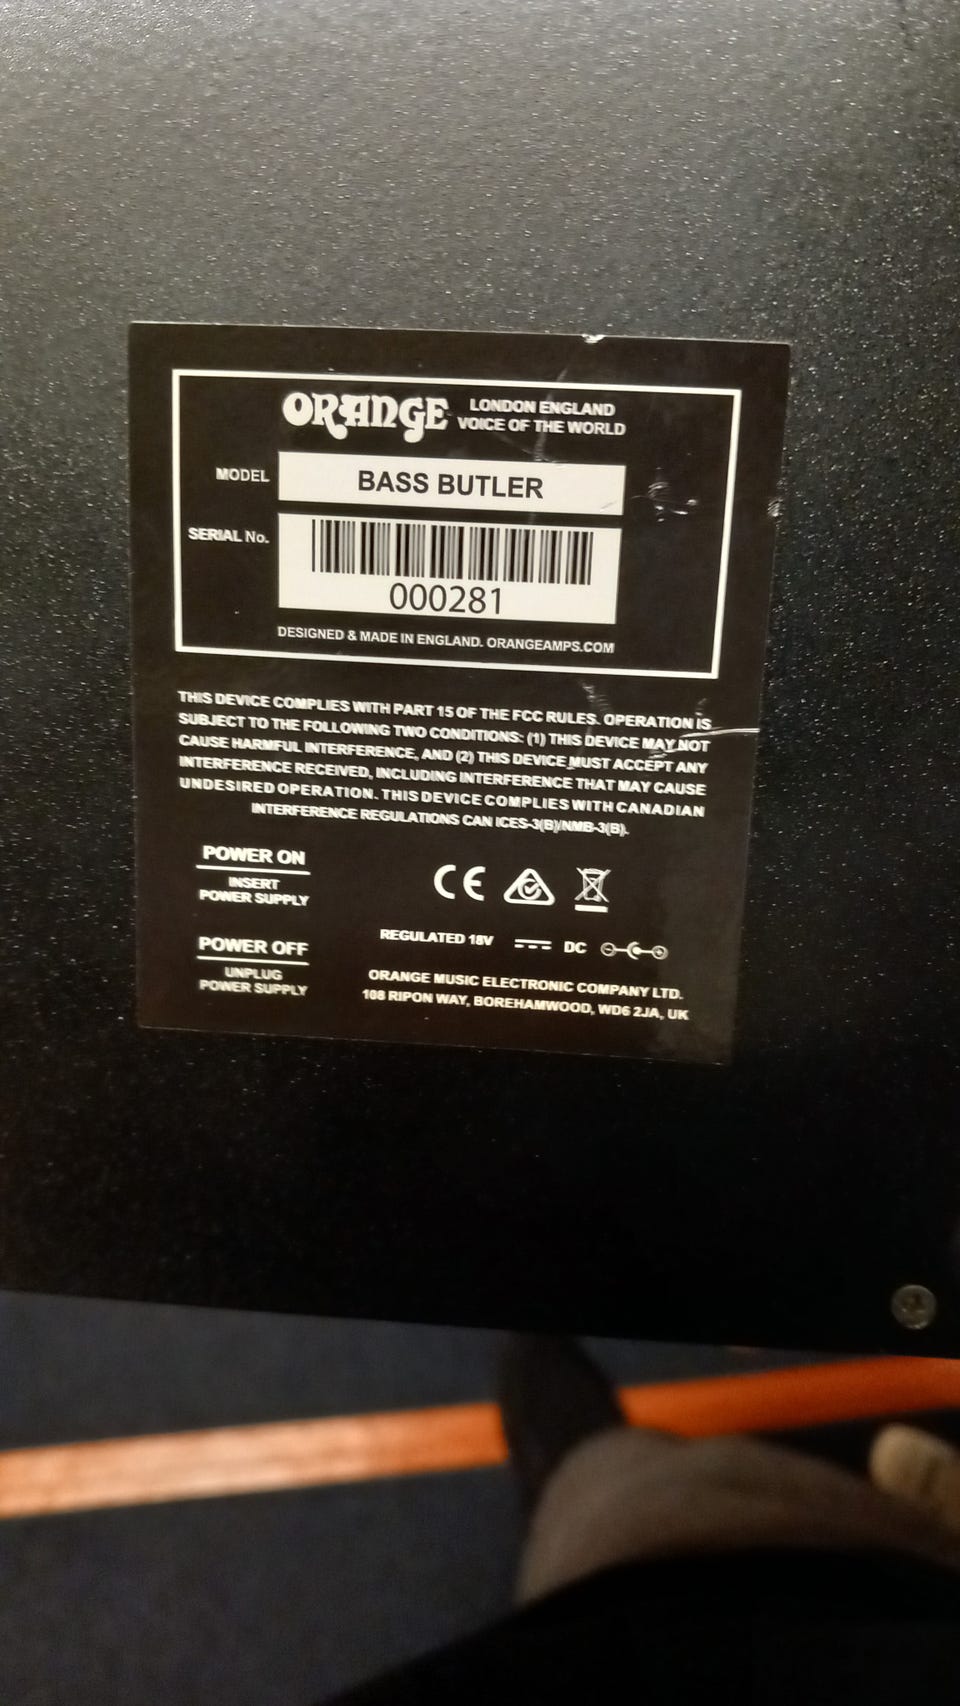 ORANGE LONDON ENGLAND
VOICE OF THE WORLD
MODEL BASS BUTLER
SERIAL No. 000281
DESIGNED & MADE IN ENGLAND. ORANGEAMPS.COM
THIS DEVICE COMPLIES WITH PART 15 OF THE FCC RULES. OPERATION IS
SUBJECT TO THE FOLLOWING TWO CONDITIONS: (1) THIS DEVICE MAY NOT
CAUSE HARMFUL INTERFERENCE, AND (2) THIS DEVICE MUST ACCEPT ANY
INTERFERENCE RECEIVED, INCLUDING INTERFERENCE THAT MAY CAUSE
UNDESIRED OPERATION. THIS DEVICE COMPLIES WITH CANADIAN
INTERFERENCE REGULATIONS CAN ICES-3(B)/NMB-3(B).
POWER ON
INSERT
POWER SUPPLY
CE
POWER OFF
UNPLUG
POWER SUPPLY
REGULATED 18V DC
ORANGE MUSIC ELECTRONIC COMPANY LTD.
108 RIPON WAY, BOREHAMWOOD, WD6 2JA, UK